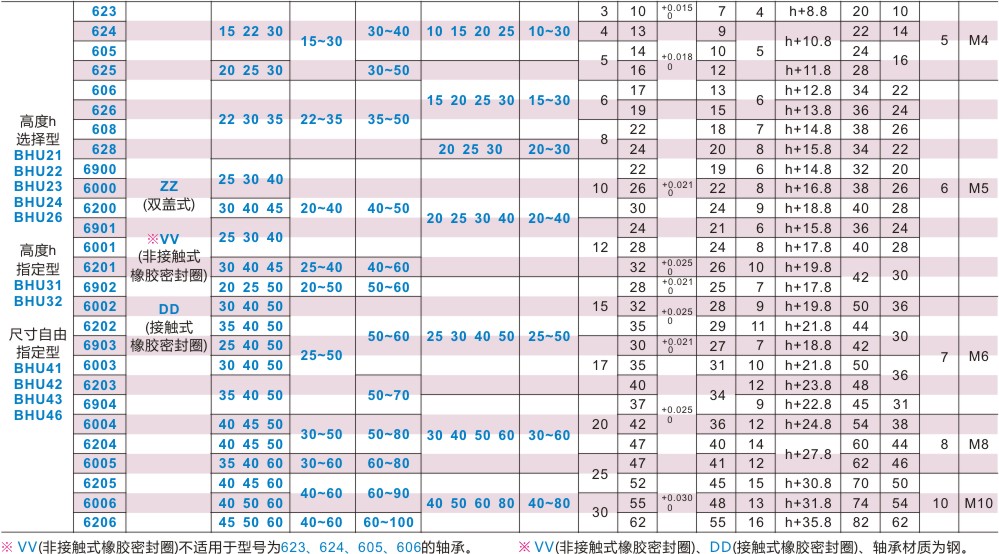 623 3 10 +0.015 0 7 4 h+8.8 20 10
624 15 22 30 30~40 10 15 20 25 10~30 4 13 9 22 14
15~30 h+10.8 5 M4
605 14 10 5 24
5 +0.018 0 16
625 20 25 30 30~50 16 12 h+11.8 28
606 17 13 h+12.8 34 22
15 20 25 30 15~30 6 6
626 19 15 h+13.8 36 24
高度h
选择型
BHU21
BHU22
BHU23
BHU24
BHU26
22 30 35 22~35 35~50
608 22 18 7 h+14.8 38 26
8
628 20 25 30 20~30 24 20 8 h+15.8 34 22
6900 22 19 6 h+14.8 32 20
25 30 40
ZZ
(双盖式)
6000 10 26 +0.021 0 22 8 h+16.8 38 26 6 M5
6200 30 40 45 20~40 40~50 30 24 9 h+18.8 40 28
20 25 30 40 20~40
6901 24 21 6 h+15.8 36 24
25 30 40
※VV
(非接触式
橡胶密封圈)
高度h
指定型
BHU31
BHU32
6001 12 28 24 8 h+17.8 40 28
6201 30 40 45 25~40 40~60 32 +0.025 0 26 10 h+19.8
42 30
6902 20 25 50 20~50 50~60 28 +0.021 0 25 7 h+17.8
6002 30 40 50 15 32 28 9 h+19.8 50 36
DD
(接触式
橡胶密封圈)
+0.025 0
6202 35 40 50 35 29 11 h+21.8 44
尺寸自由
指定型
BHU41
BHU42
BHU43
BHU46
50~60 25 30 40 50 25~50 30
6903 25 40 50 30 +0.021 0 27 7 h+18.8 42
25~50 7 M6
6003 30 40 50 17 35 31 10 h+21.8 50
36
6203 40 12 h+23.8 48
35 40 50 50~70 34
6904 37 9 h+22.8 45 31
+0.025 0
6004 40 45 50 20 42 36 12 h+24.8 54 38
30~50 50~80 30 40 50 60 30~60
6204 40 45 50 47 40 14 60 44 8 M8
h+27.8
6005 35 40 60 30~60 60~80 47 41 12 62 46
25
6205 40 45 60 52 45 15 h+30.8 70 50
40~60 60~90
6006 40 50 60 40 50 60 80 40~80 55 +0.030 0 48 13 h+31.8 74 54 10 M10
30
6206 45 50 60 40~60 60~100 62 55 16 h+35.8 82 62
※ VV(非接触式橡胶密封圈)不适用于型号为623、624、605、606的轴承。 ※ VV(非接触式橡胶密封圈)、DD(接触式橡胶密封圈)、轴承材质为钢。